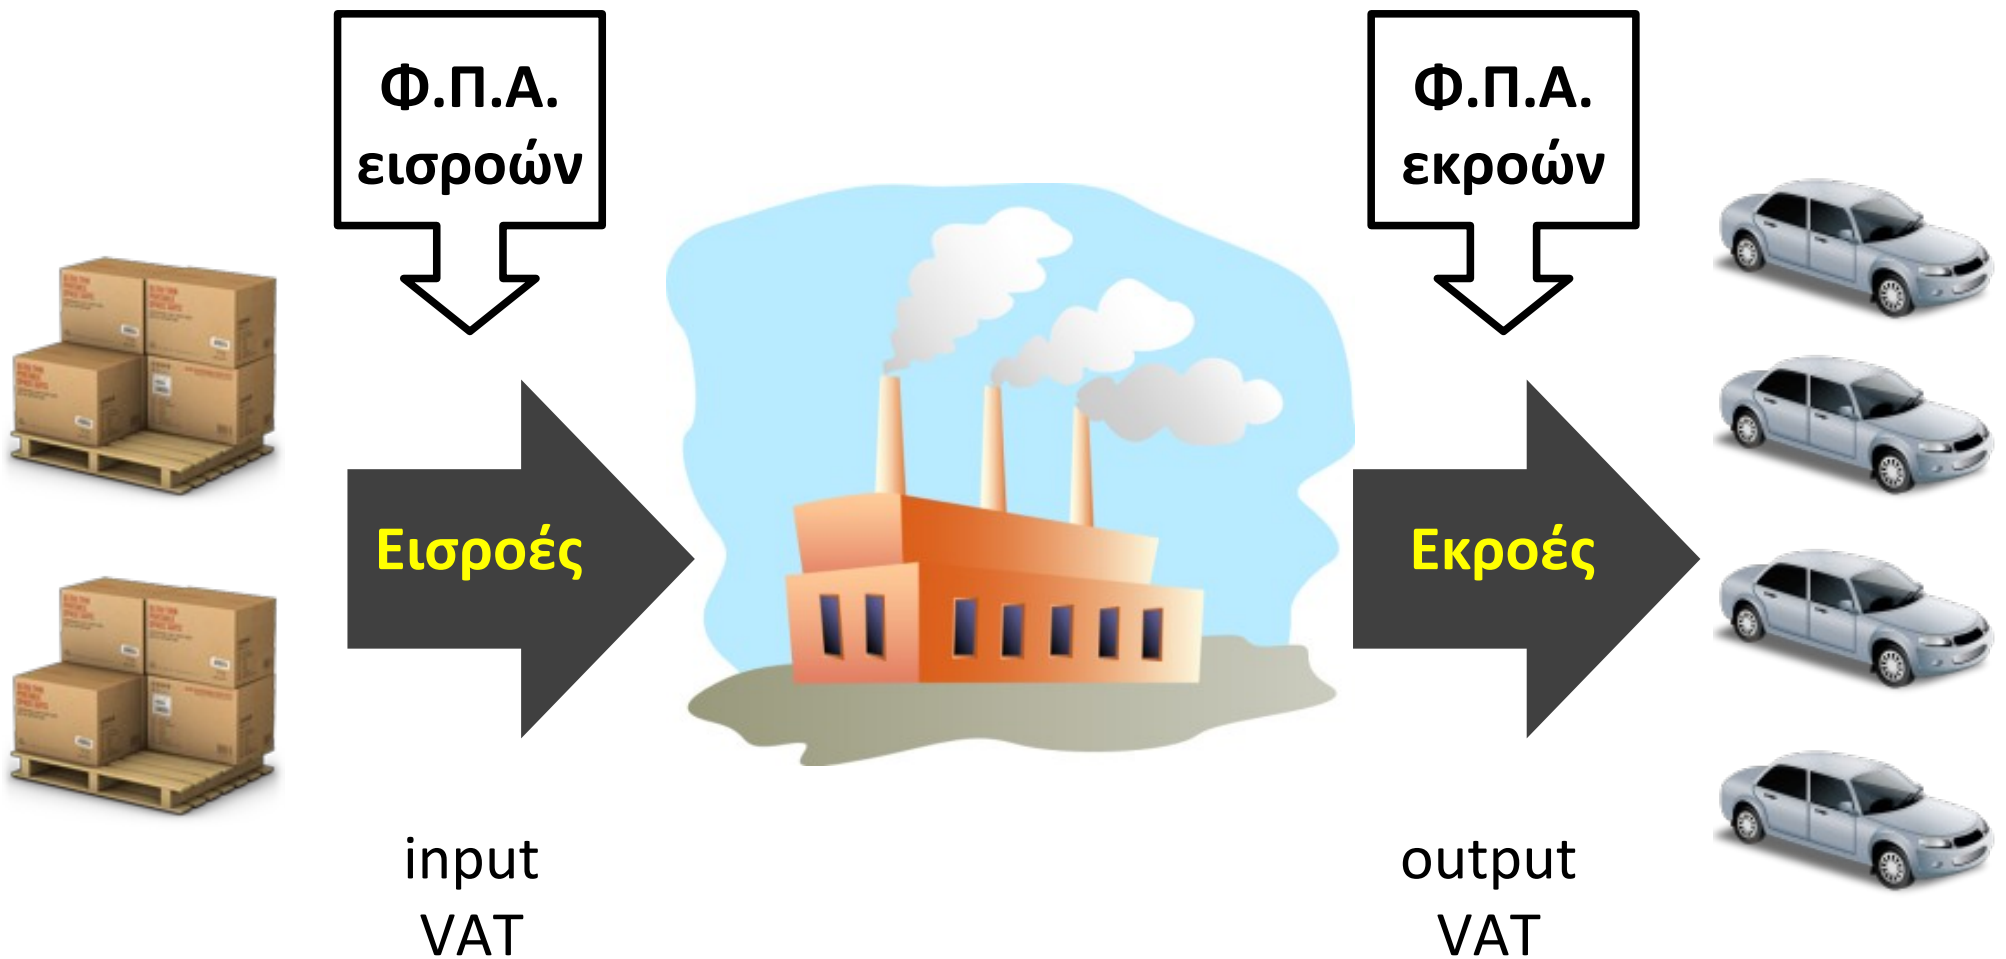 Φ.Π.Α.
εισροών
Φ.Π.Α.
εκροών
Εισροές
Εκροές
input
VAT
output
VAT